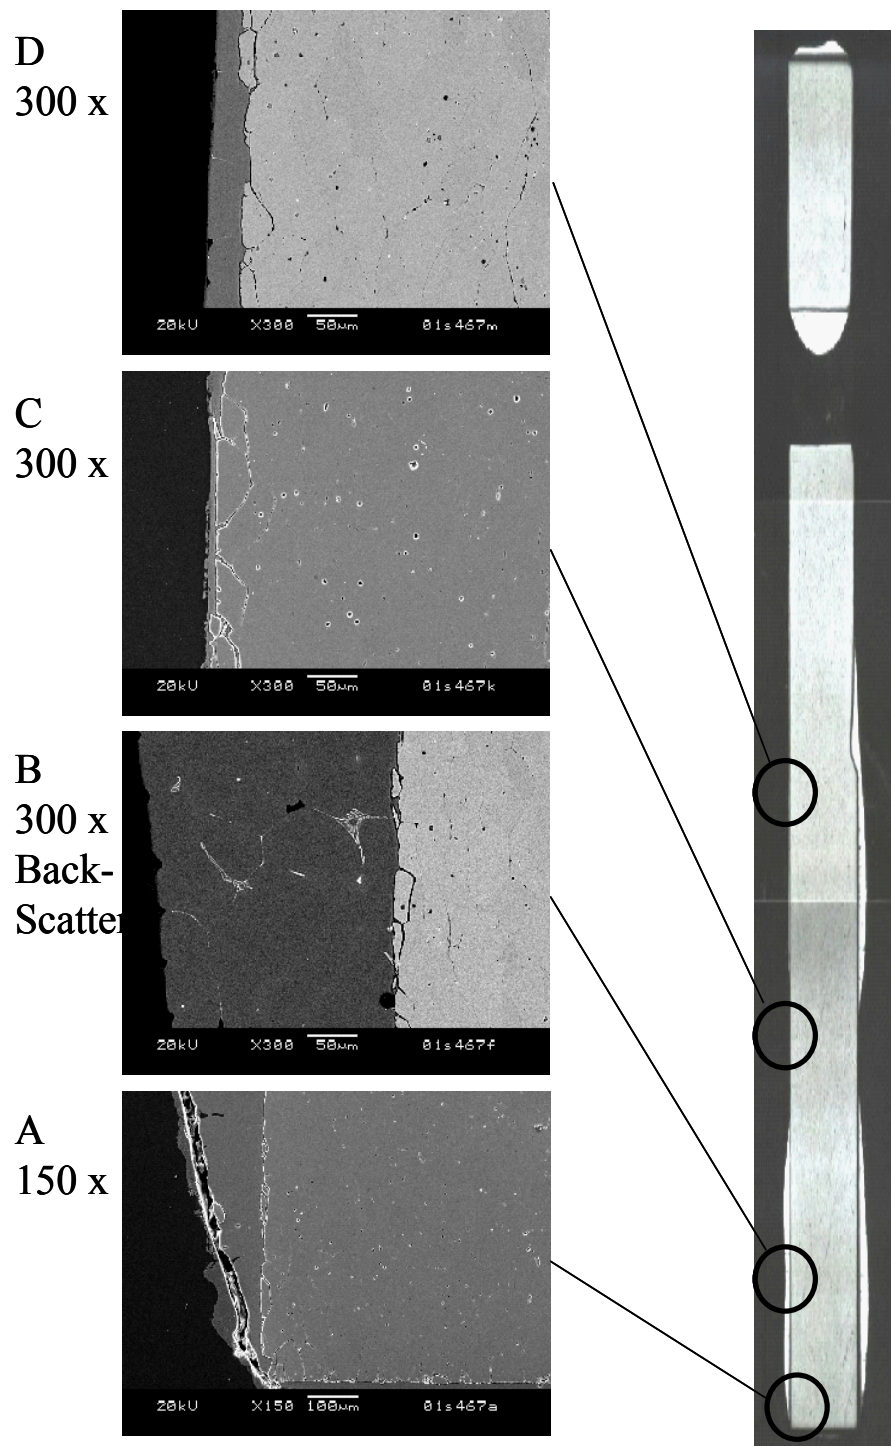 D
300 x
20kU X300 50µm 01s467m
C
300 x
20kU X300 50µm 01s467k
B
300 x
Back-
Scatter
20kU X300 50µm 01s467f
A
150 x
20kU X150 100µm 01s467a